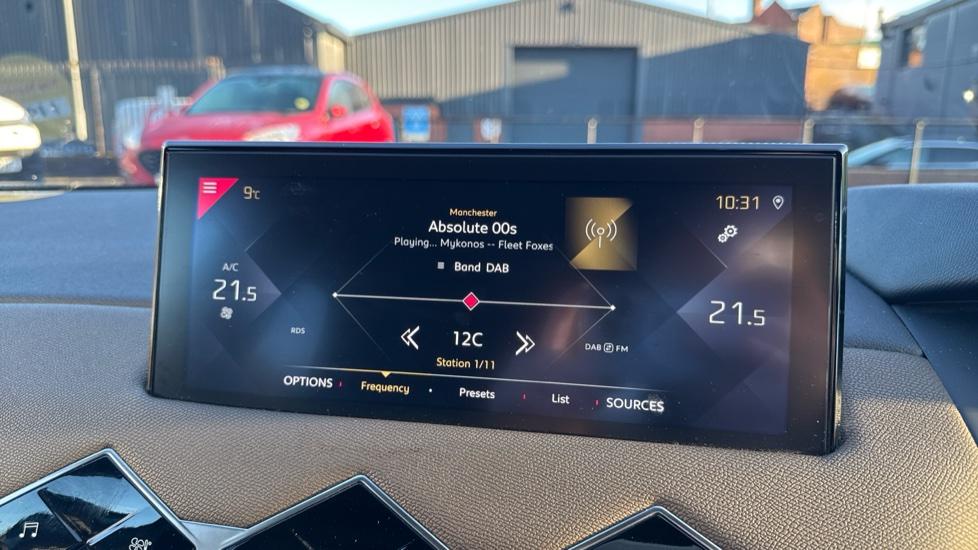 9°C
Manchester
Absolute 00s
Playing... Mykonos -- Fleet Foxes
10:31
Band DAB
A/C
21.5
21.5
RDS
12C
DAB FM
Station 1/11
OPTIONS
Frequency
Presets
List
SOURCES